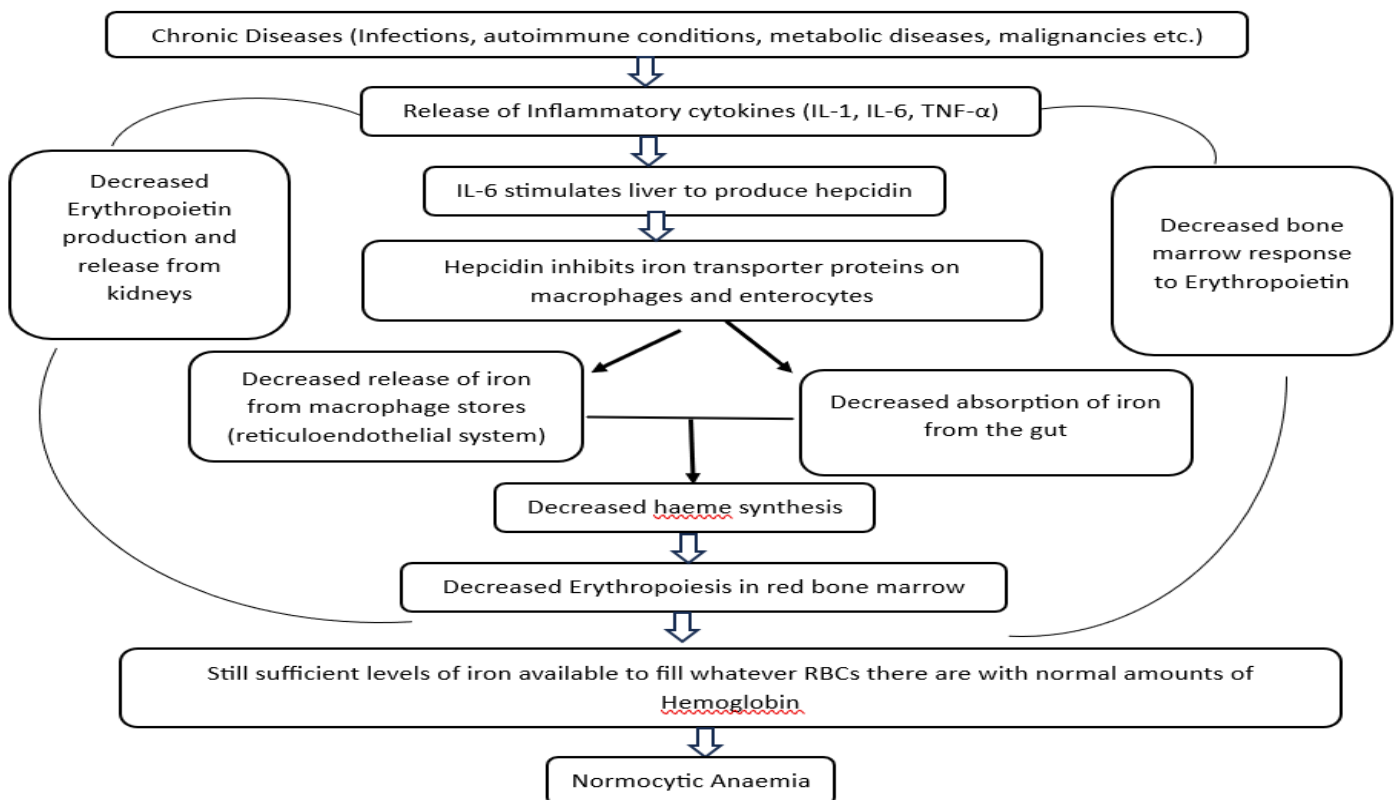 Chronic Diseases (Infections, autoimmune conditions, metabolic diseases, malignancies etc.)
Release of Inflammatory cytokines (IL-1, IL-6, TNF-α)
Decreased
Erythropoietin
production and
release from
kidneys
IL-6 stimulates liver to produce hepcidin
Decreased bone
marrow response
to Erythropoietin
Hepcidin inhibits iron transporter proteins on
macrophages and enterocytes
Decreased release of iron
from macrophage stores
(reticuloendothelial system)
Decreased absorption of iron
from the gut
Decreased haeme synthesis
Decreased Erythropoiesis in red bone marrow
Still sufficient levels of iron available to fill whatever RBCs there are with normal amounts of
Hemoglobin
Normocytic Anaemia